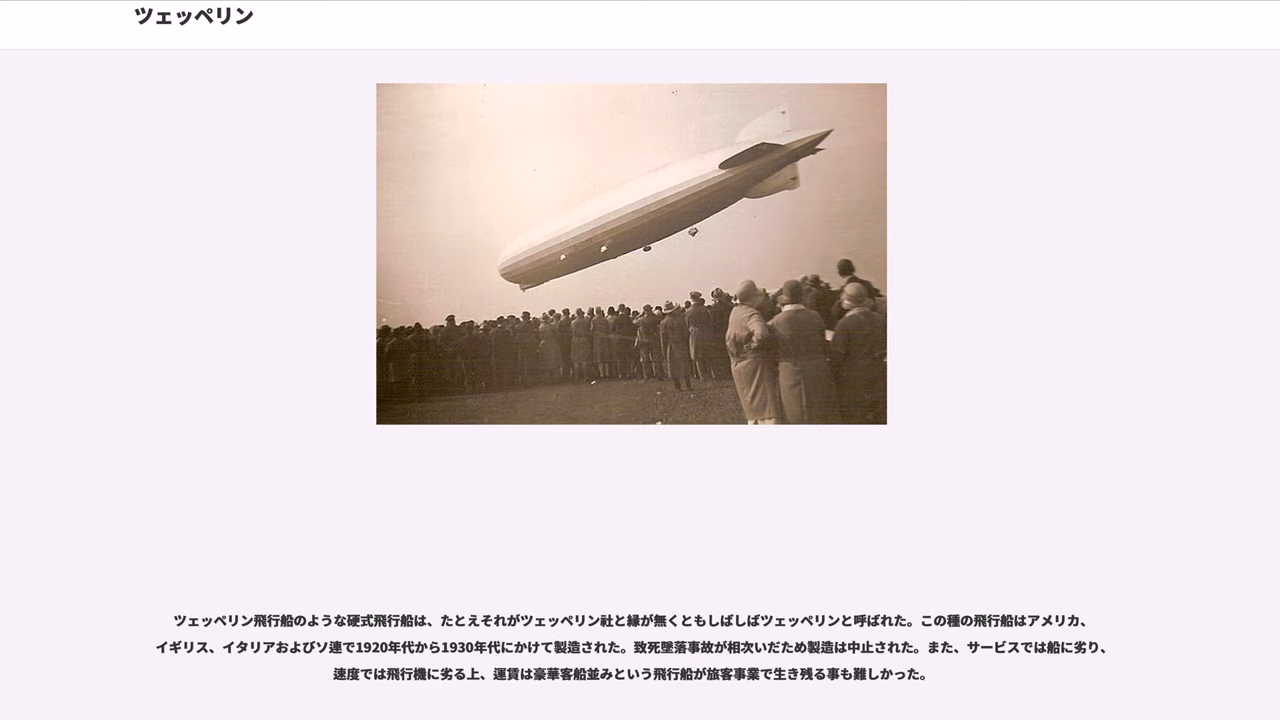 ツェッペリン
ツェッペリン飛行船のような硬式飛行船は、たとえそれがツェッペリン社と縁が無くともしばしばツェッペリンと呼ばれた。この種の飛行船はアメリカ、
イギリス、イタリアおよびソ連で1920年代から1930年代にかけて製造された。致死墜落事故が相次いだため製造は中止された。また、サービスでは船に劣り、
速度では飛行機に劣る上、運賃は豪華客船並みという飛行船が旅客事業で生き残る事も難しかった。